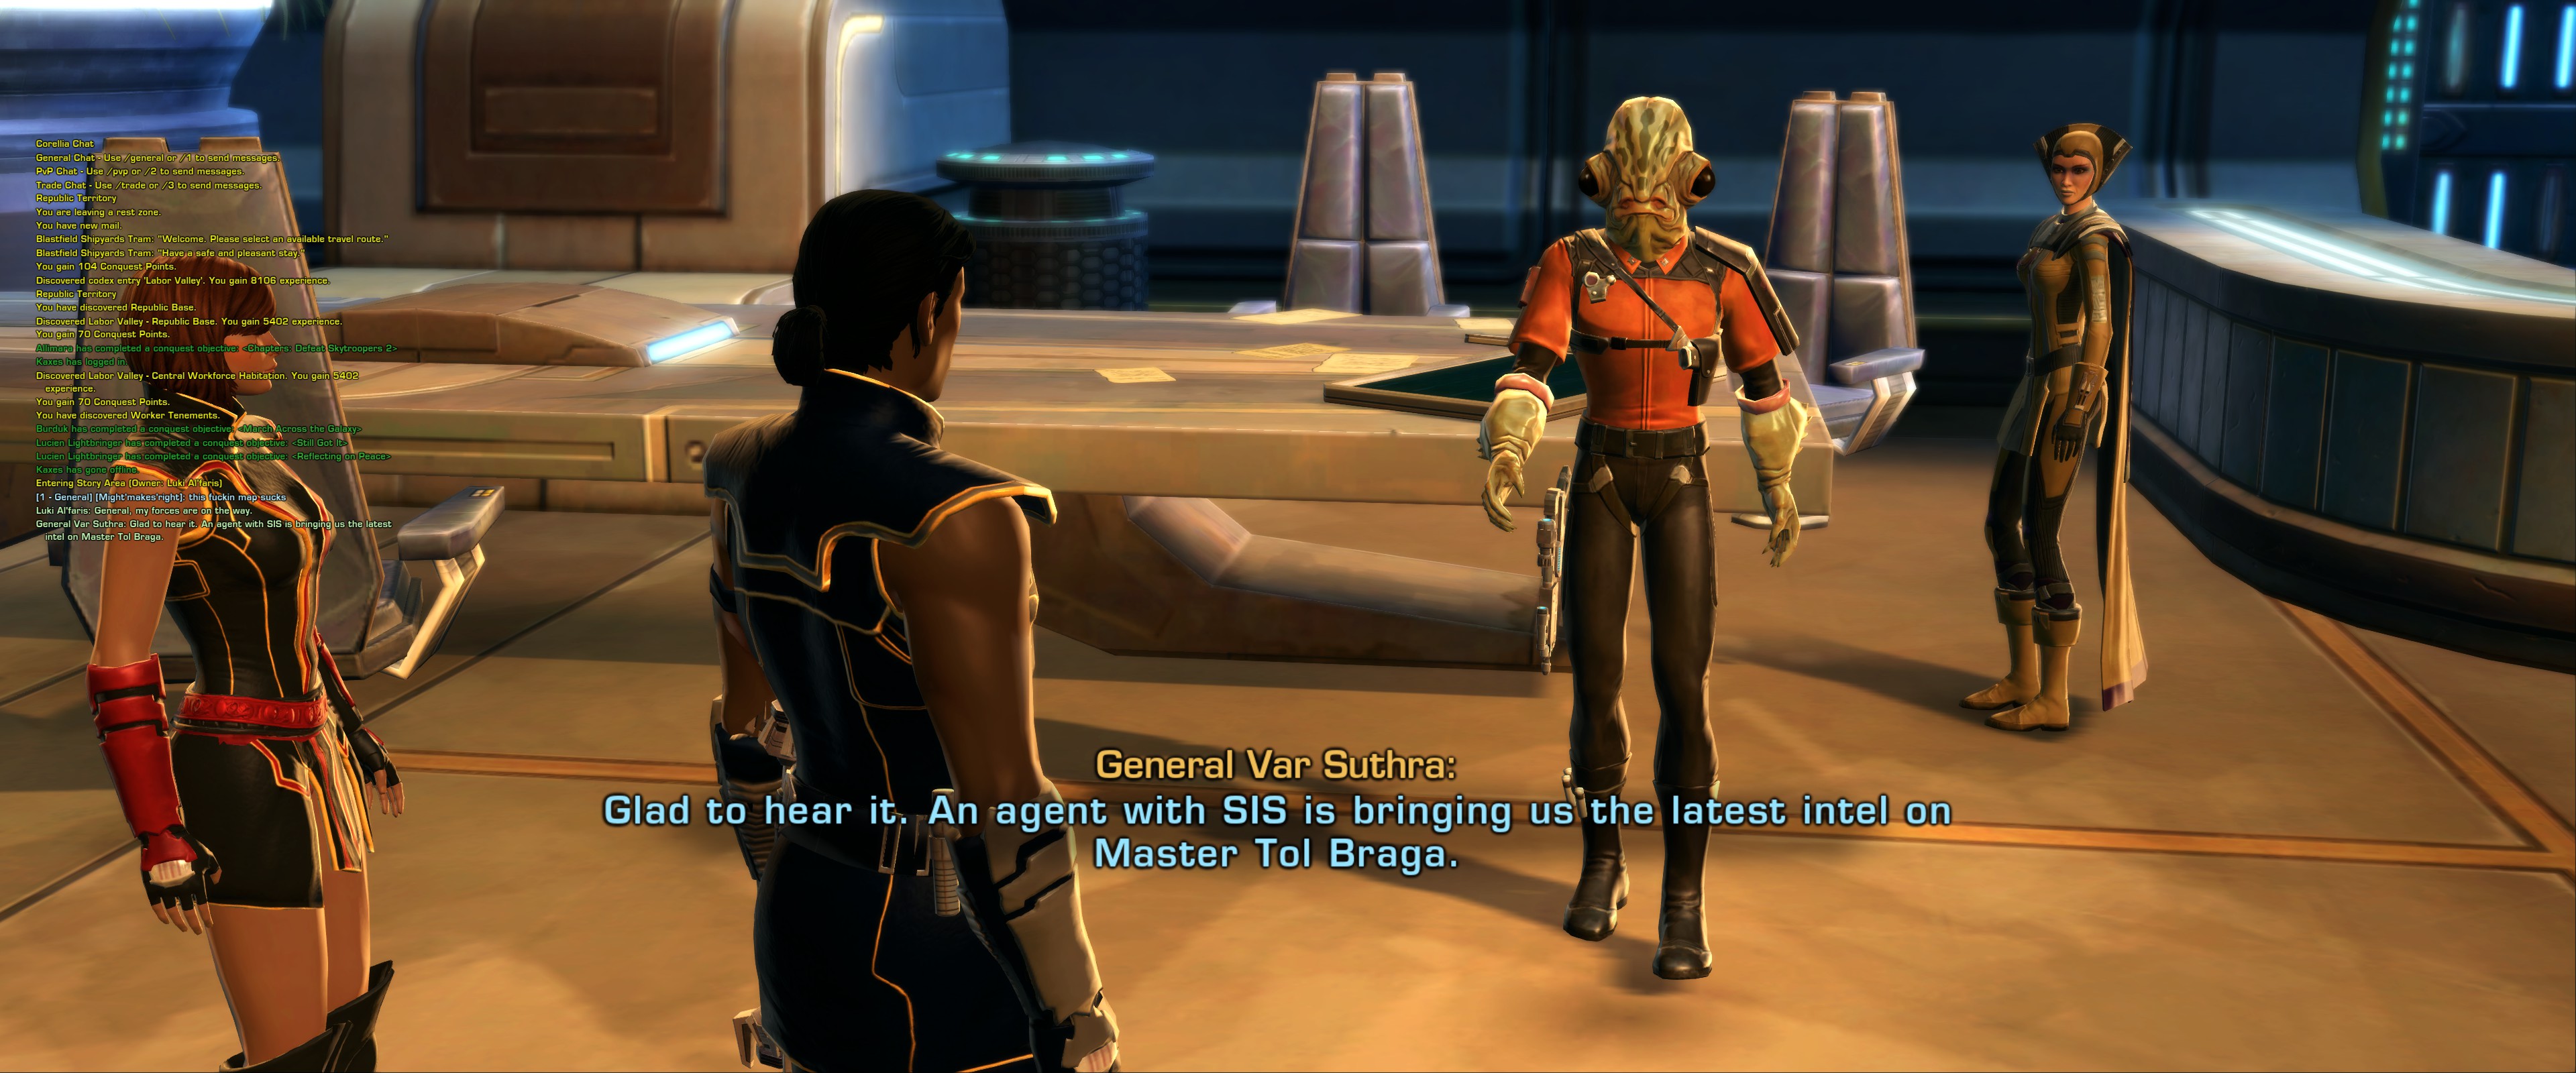 Corellia Chat
General Chat - Use /general or /1 to send messages.
PvP Chat - Use /pvp or /2 to send messages.
Trade Chat - Use /trade or /3 to send messages.
Republic Territory
You are leaving a rest zone.
You have new mail.
Blastfield Shipyards Tram: "Welcome. Please select an available travel route."
Blastfield Shipyards Tram: "Have a safe and pleasant stay."
You gain 104 Conquest Points.
Discovered codex entry 'Labor Valley'. You gain 8106 experience.
Republic Territory
You have discovered Republic Base.
Discovered Labor Valley - Republic Base. You gain 5402 experience.
You gain 70 Conquest Points.
Allimara has completed a conquest objective: <Chapters: Defeat Skytroopers 2>
Kaxes has logged in.
Discovered Labor Valley - Central Workforce Habitation. You gain 5402
experience.
You gain 70 Conquest Points.
You have discovered Worker Tenements.
Burduk has completed a conquest objective: <March Across the Galaxy>
Lucien Lightbringer has completed a conquest objective: <Still Got It>
Lucien Lightbringer has completed a conquest objective: <Reflecting on Peace>
Kaxes has gone offline.
Entering Story Area (Owner: Luki Al'faris)
[1 - General] [Might'makes'right]: this fuckin map sucks
Luki Al'faris: General, my forces are on the way.
General Var Suthra: Glad to hear it. An agent with SIS is bringing us the latest
intel on Master Tol Braga.
General Var Suthra:
Glad to hear it. An agent with SIS is bringing us the latest intel on
Master Tol Braga.